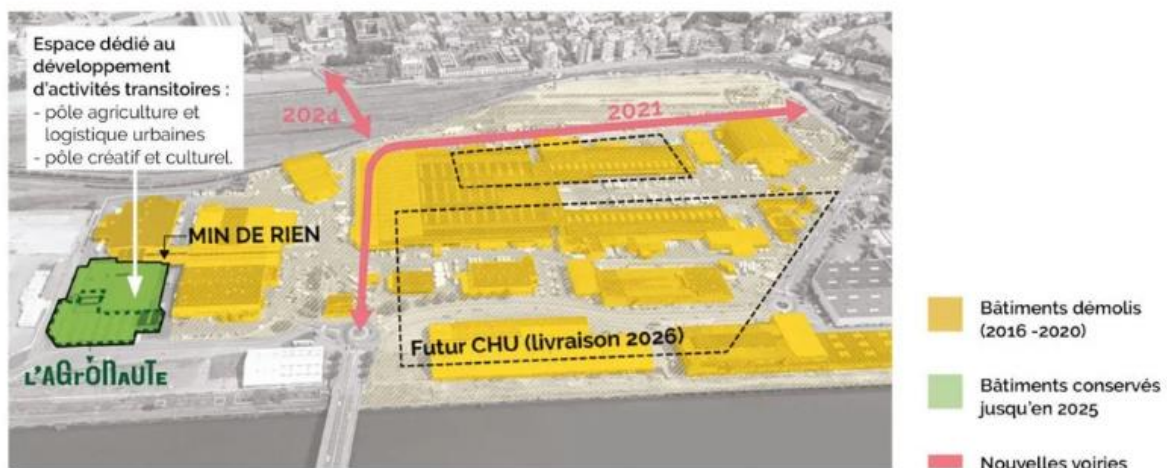 Espace dédié au
développement
d'activités transitoires :
- pôle agriculture et
logistique urbaines
- pôle créatif et culturel.
2024
2021
MIN DE RIEN
Futur CHU (livraison 2026)
L'AGrONAUTE
Bâtiments démolis
(2016 -2020)
Bâtiments conservés
jusqu'en 2025
Nouvelles voiries